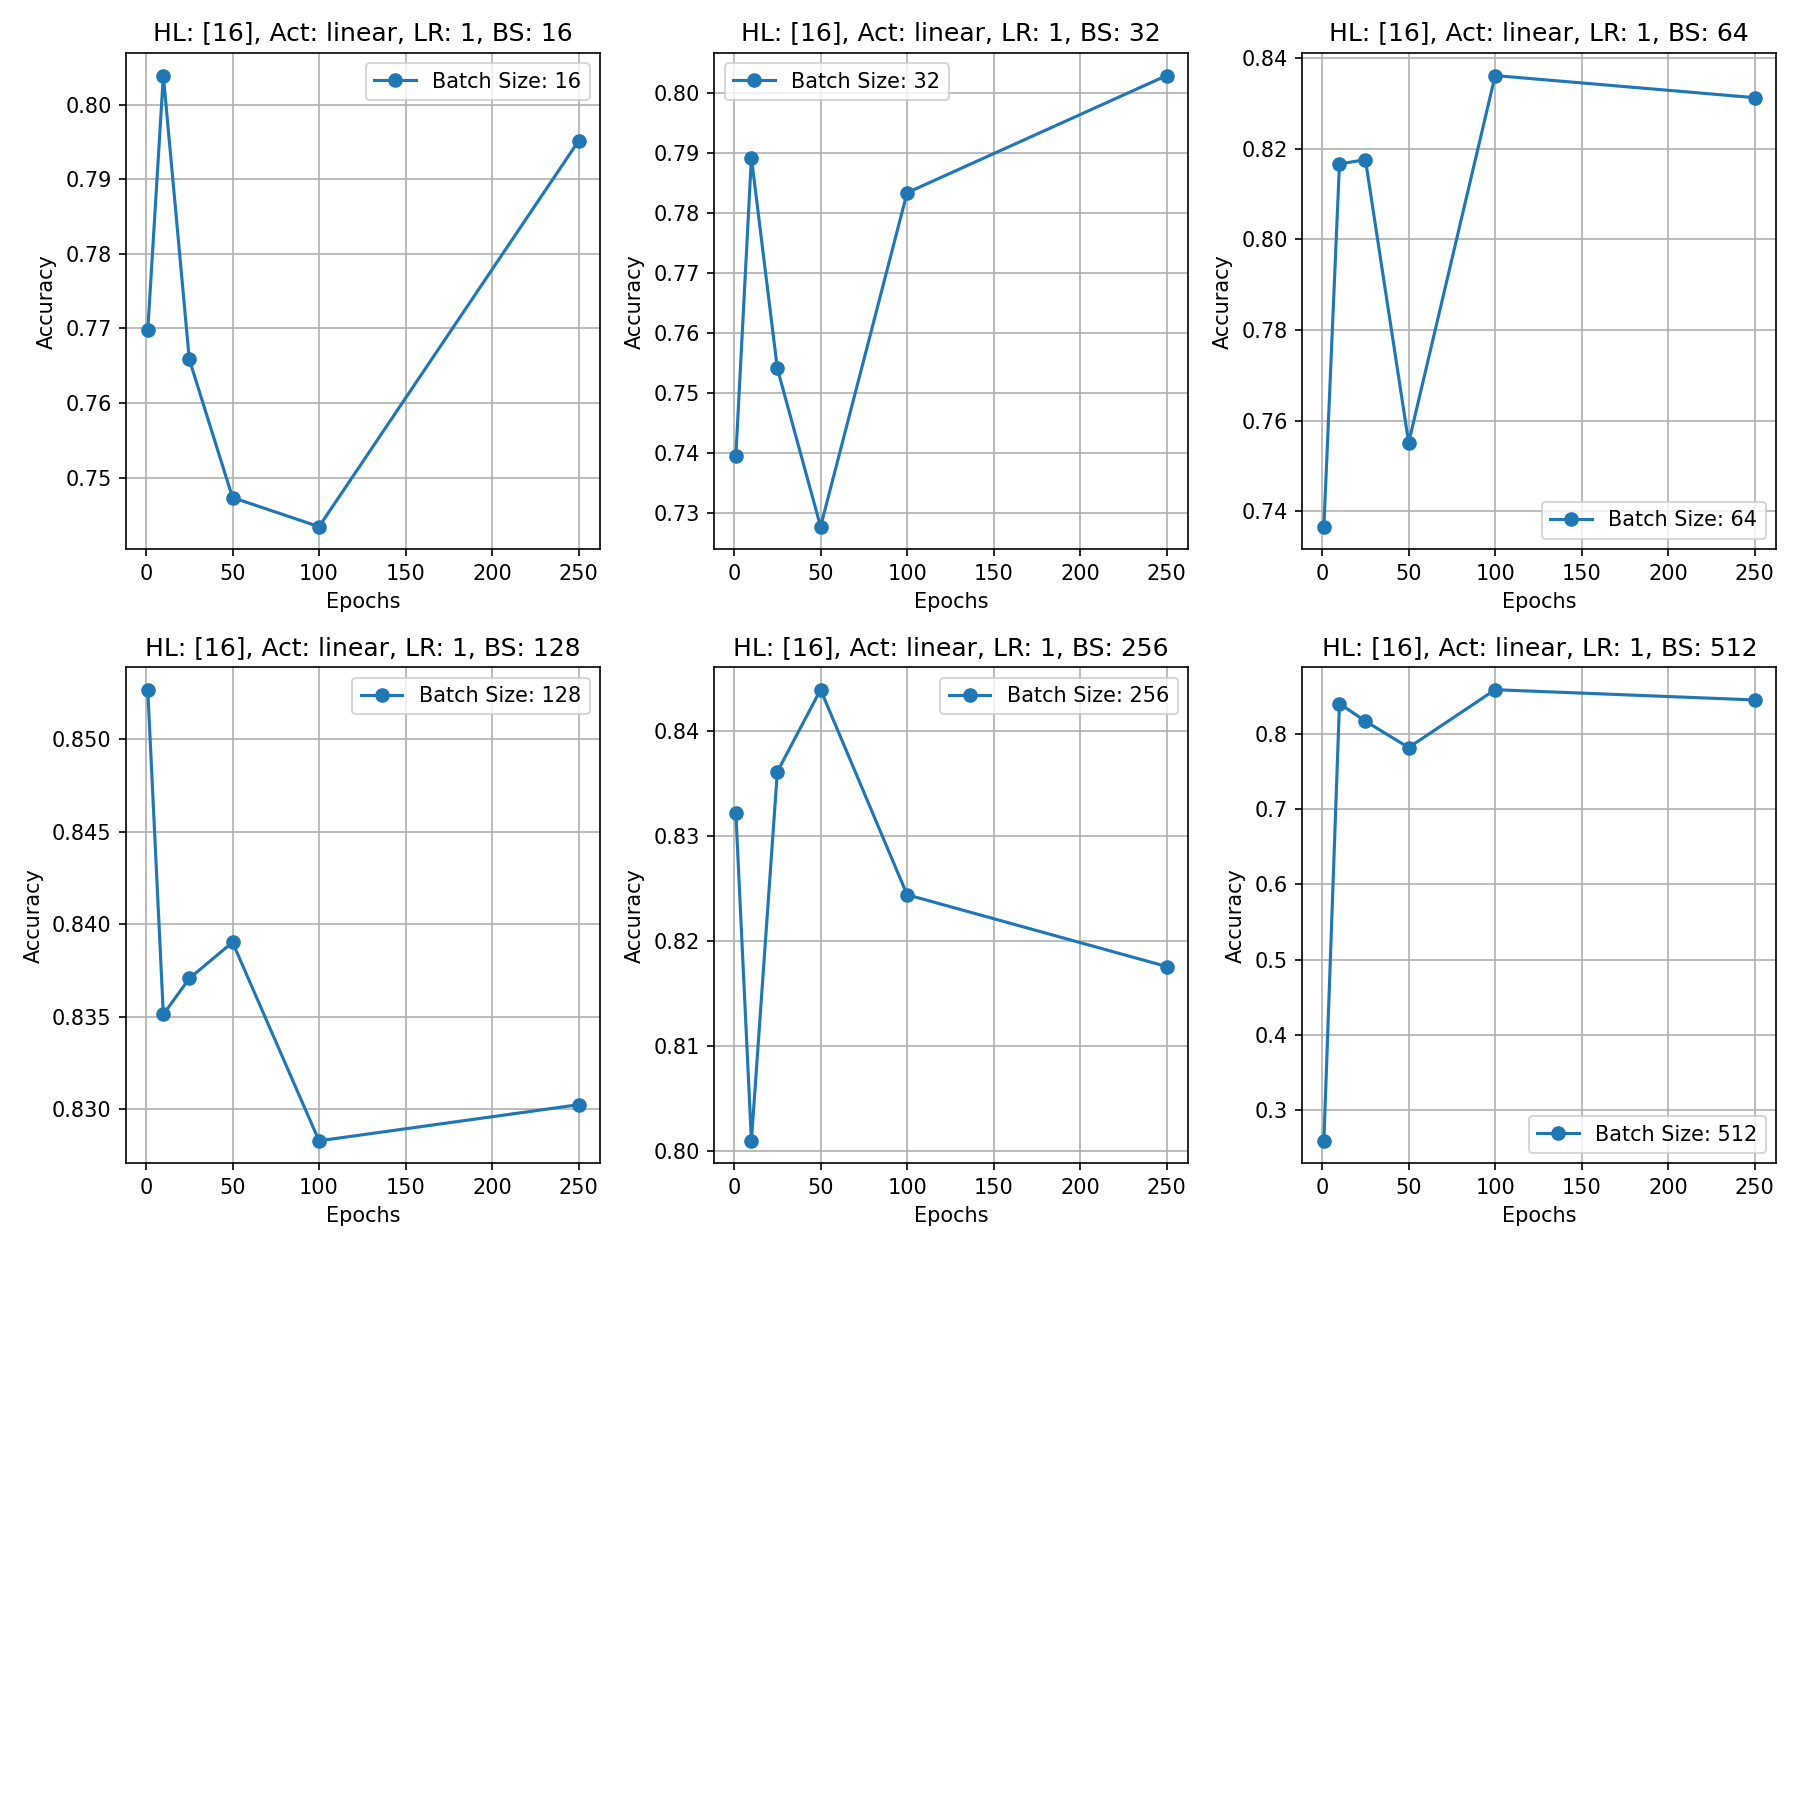 HL: [16], Act: linear, LR: 1, BS: 16
Batch Size: 16
0.80
0.79
0.78
0.77
0.76
0.75
Accuracy
0 50 100 150 200 250
Epochs
HL: [16], Act: linear, LR: 1, BS: 32
Batch Size: 32
0.80
0.79
0.78
0.77
0.76
0.75
0.74
0.73
Accuracy
0 50 100 150 200 250
Epochs
HL: [16], Act: linear, LR: 1, BS: 64
0.84
0.82
0.80
0.78
0.76
0.74
Accuracy
Batch Size: 64
0 50 100 150 200 250
Epochs
HL: [16], Act: linear, LR: 1, BS: 128
Batch Size: 128
0.850
0.845
0.840
0.835
0.830
Accuracy
0 50 100 150 200 250
Epochs
HL: [16], Act: linear, LR: 1, BS: 256
Batch Size: 256
0.84
0.83
0.82
0.81
0.80
Accuracy
0 50 100 150 200 250
Epochs
HL: [16], Act: linear, LR: 1, BS: 512
0.8
0.7
0.6
0.5
0.4
0.3
Accuracy
Batch Size: 512
0 50 100 150 200 250
Epochs